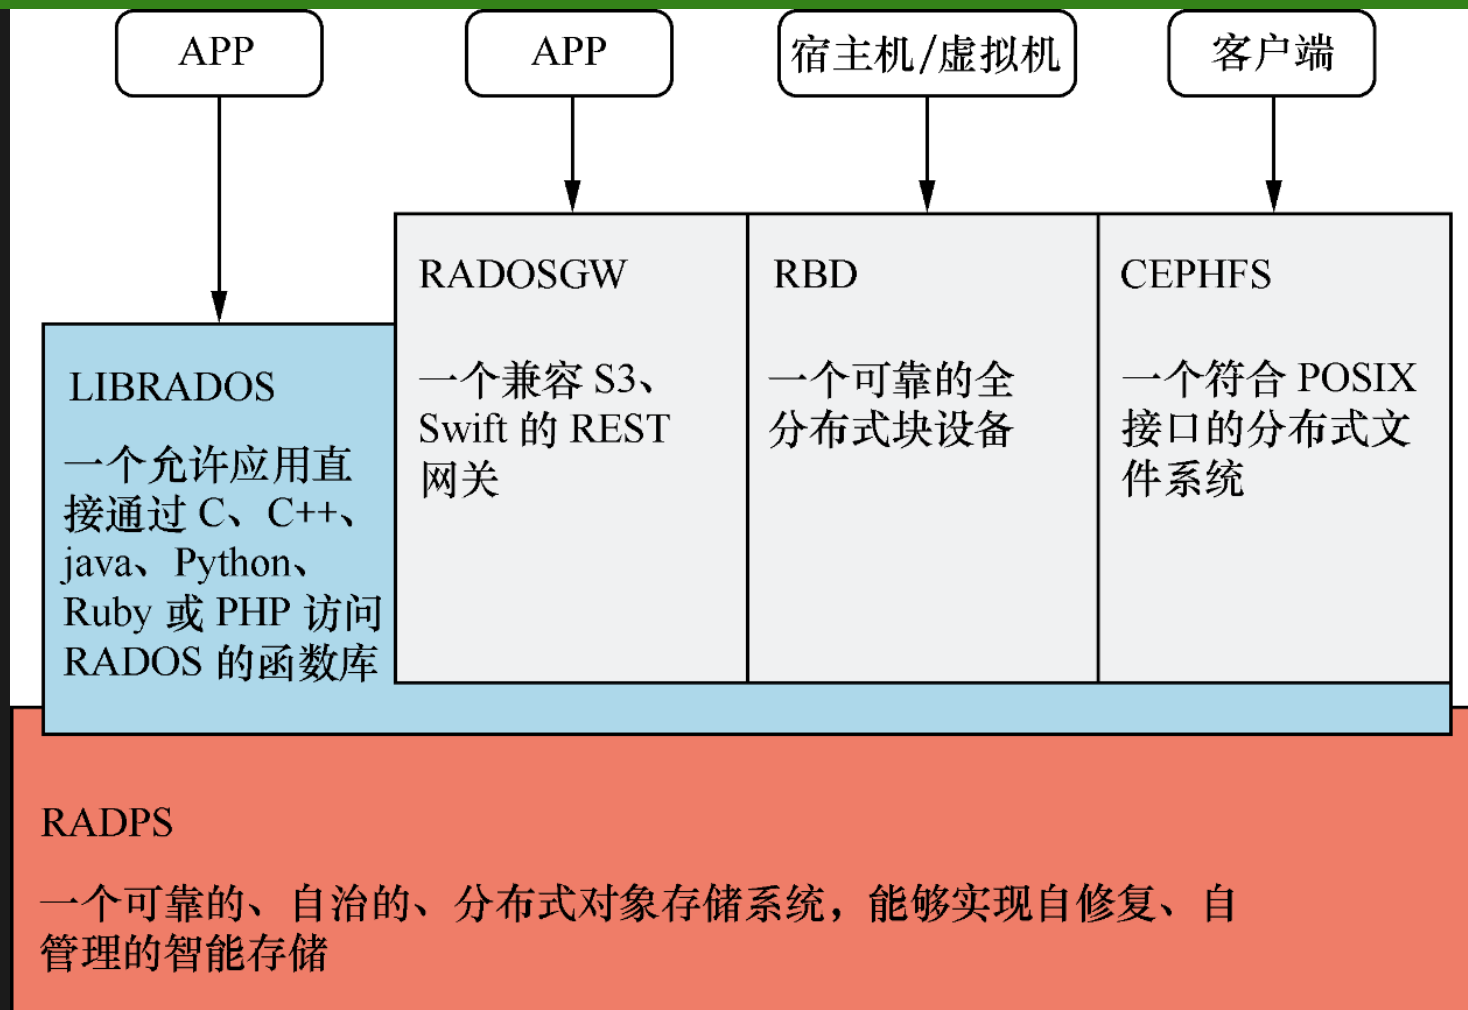 APP
APP
宿主机/虚拟机
客户端
LIBRADOS
一个允许应用直
接通过 C、C++、
java、Python、
Ruby 或 PHP 访问
RADOS 的函数库
RADOSGW
一个兼容 S3、
Swift 的 REST
网关
RBD
一个可靠的全
分布式块设备
CEPHFS
一个符合 POSIX
接口的分布式文
件系统
RADPS
一个可靠的、自治的、分布式对象存储系统，能够实现自修复、自
管理的智能存储